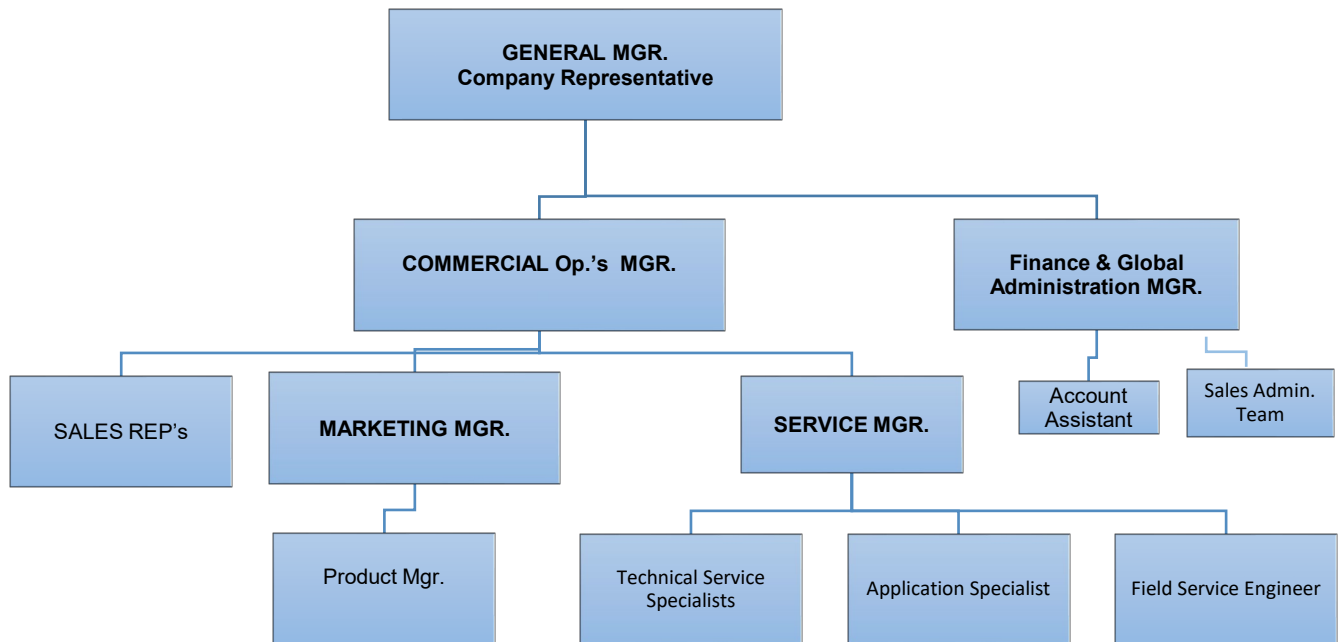 GENERAL MGR.
Company Representative
COMMERCIAL Op.'s  MGR.
Finance & Global
Administration MGR.
SALES REP's
MARKETING MGR.
SERVICE MGR.
Account
Assistant
Sales Admin.
Team
Product Mgr.
Technical Service
Specialists
Application Specialist
Field Service Engineer